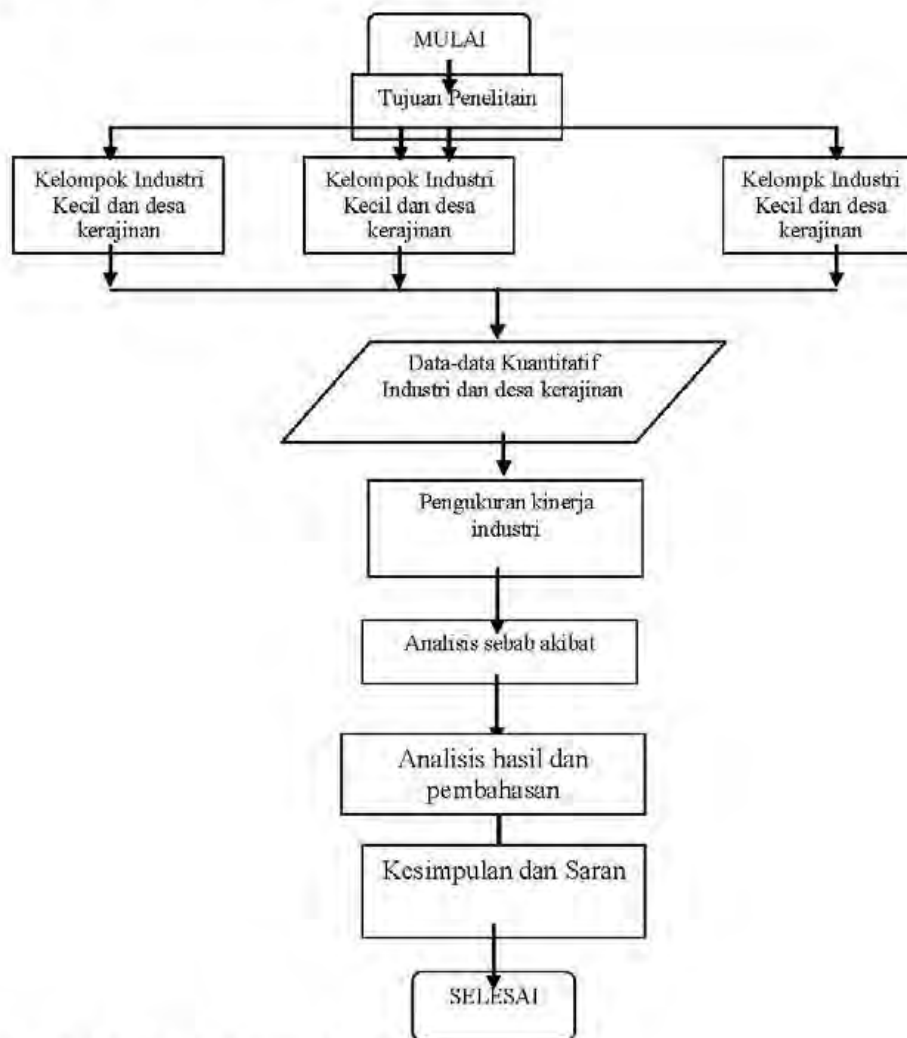 MULAI
Tujuan Penelitain
Kelompok Industri
Kecil dan desa
kerajinan
Kelompok Industri
Kecil dan desa
kerajinan
Kelompk Industri
Kecil dan desa
kerajinan
Data-data Kuantitatif
Industri dan desa kerajinan
Pengukuran kinerja
industri
Analisis sebab akibat
Analisis hasil dan
pembahasan
Kesimpulan dan Saran
SELESAI